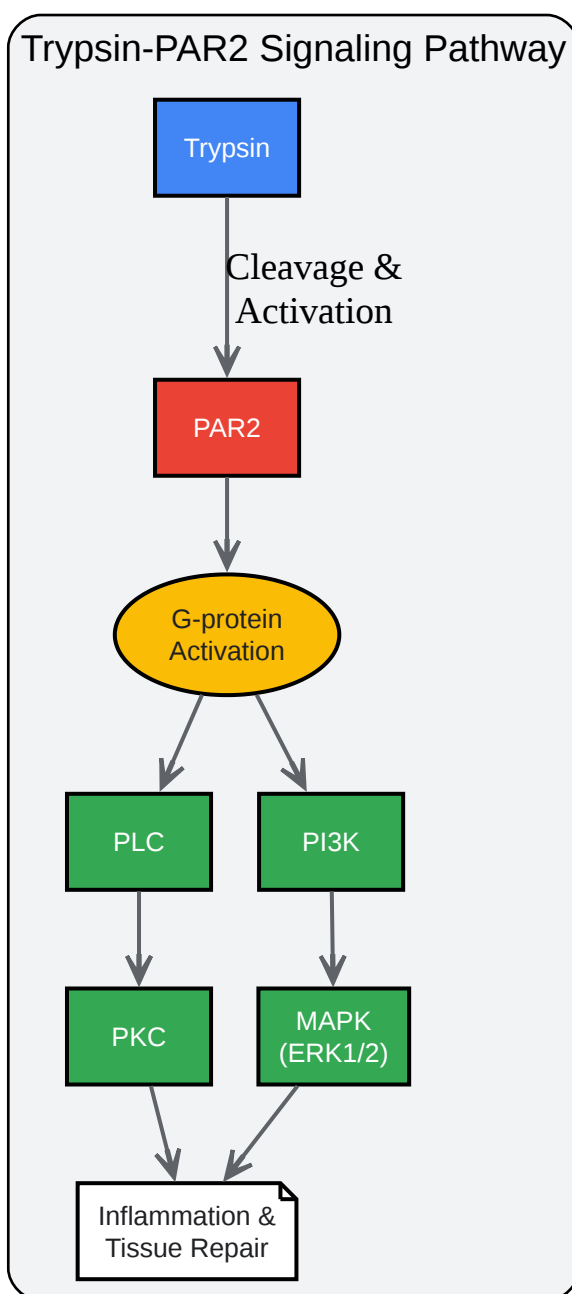 Trypsin-PAR2 Signaling Pathway
Trypsin
Cleavage &
Activation
PAR2
G-protein
Activation
PLC
PI3K
PKC
MAPK
(ERK1/2)
Inflammation &
Tissue Repair